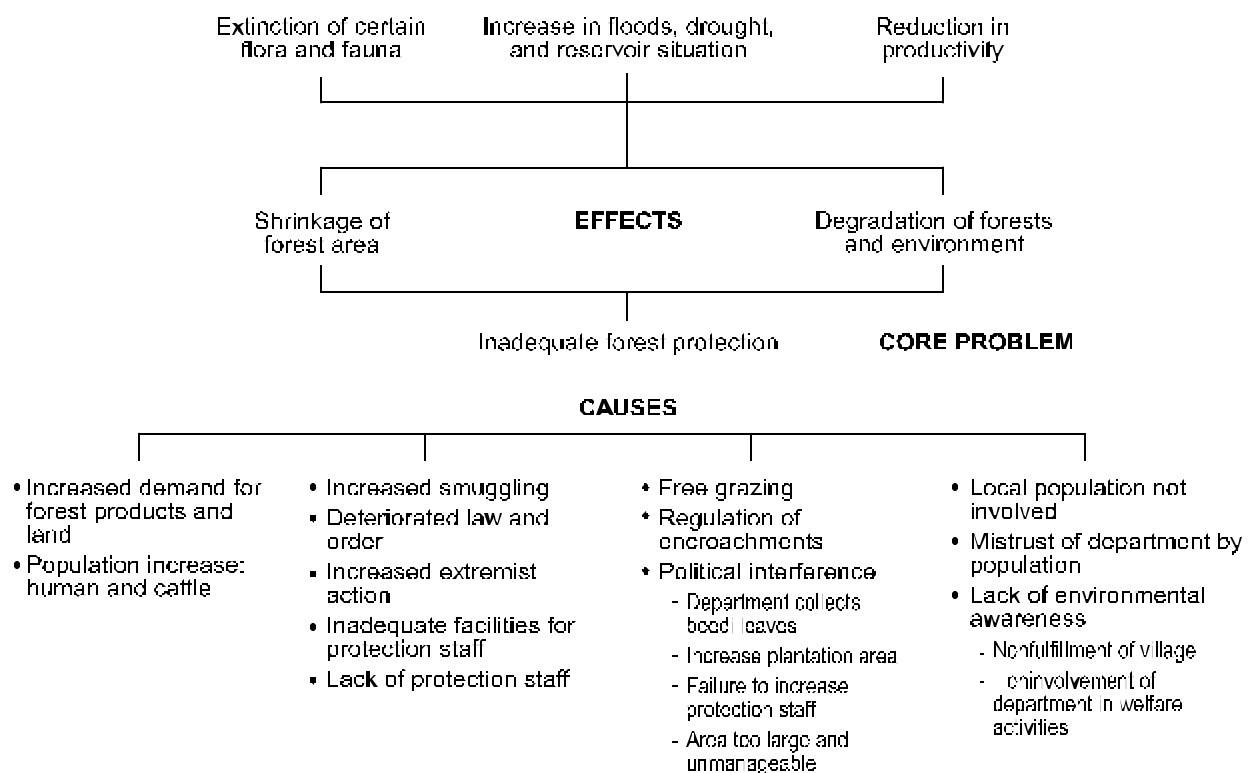 Extinction of certain
flora and fauna
Increase in floods, drought,
and reservoir situation
Reduction in
productivity
Shrinkage of
forest area
EFFECTS
Degradation of forests
and environment
Inadequate forest protection
CORE PROBLEM
CAUSES
• Increased demand for
forest products and
land
• Population increase:
human and cattle
• Increased smuggling
• Deteriorated law and
order
• Increased extremist
action
• Inadequate facilities for
protection staff
• Lack of protection staff
• Free grazing
• Regulation of
encroachments
• Political interference
- Department collects
beedi leaves
- Increase plantation area
- Failure to increase
protection staff
- Area too large and
unmanageable
• Local population not
involved
• Mistrust of department by
population
• Lack of environmental
awareness
- Nonfulfillment of village
- of
department in welfare
activities